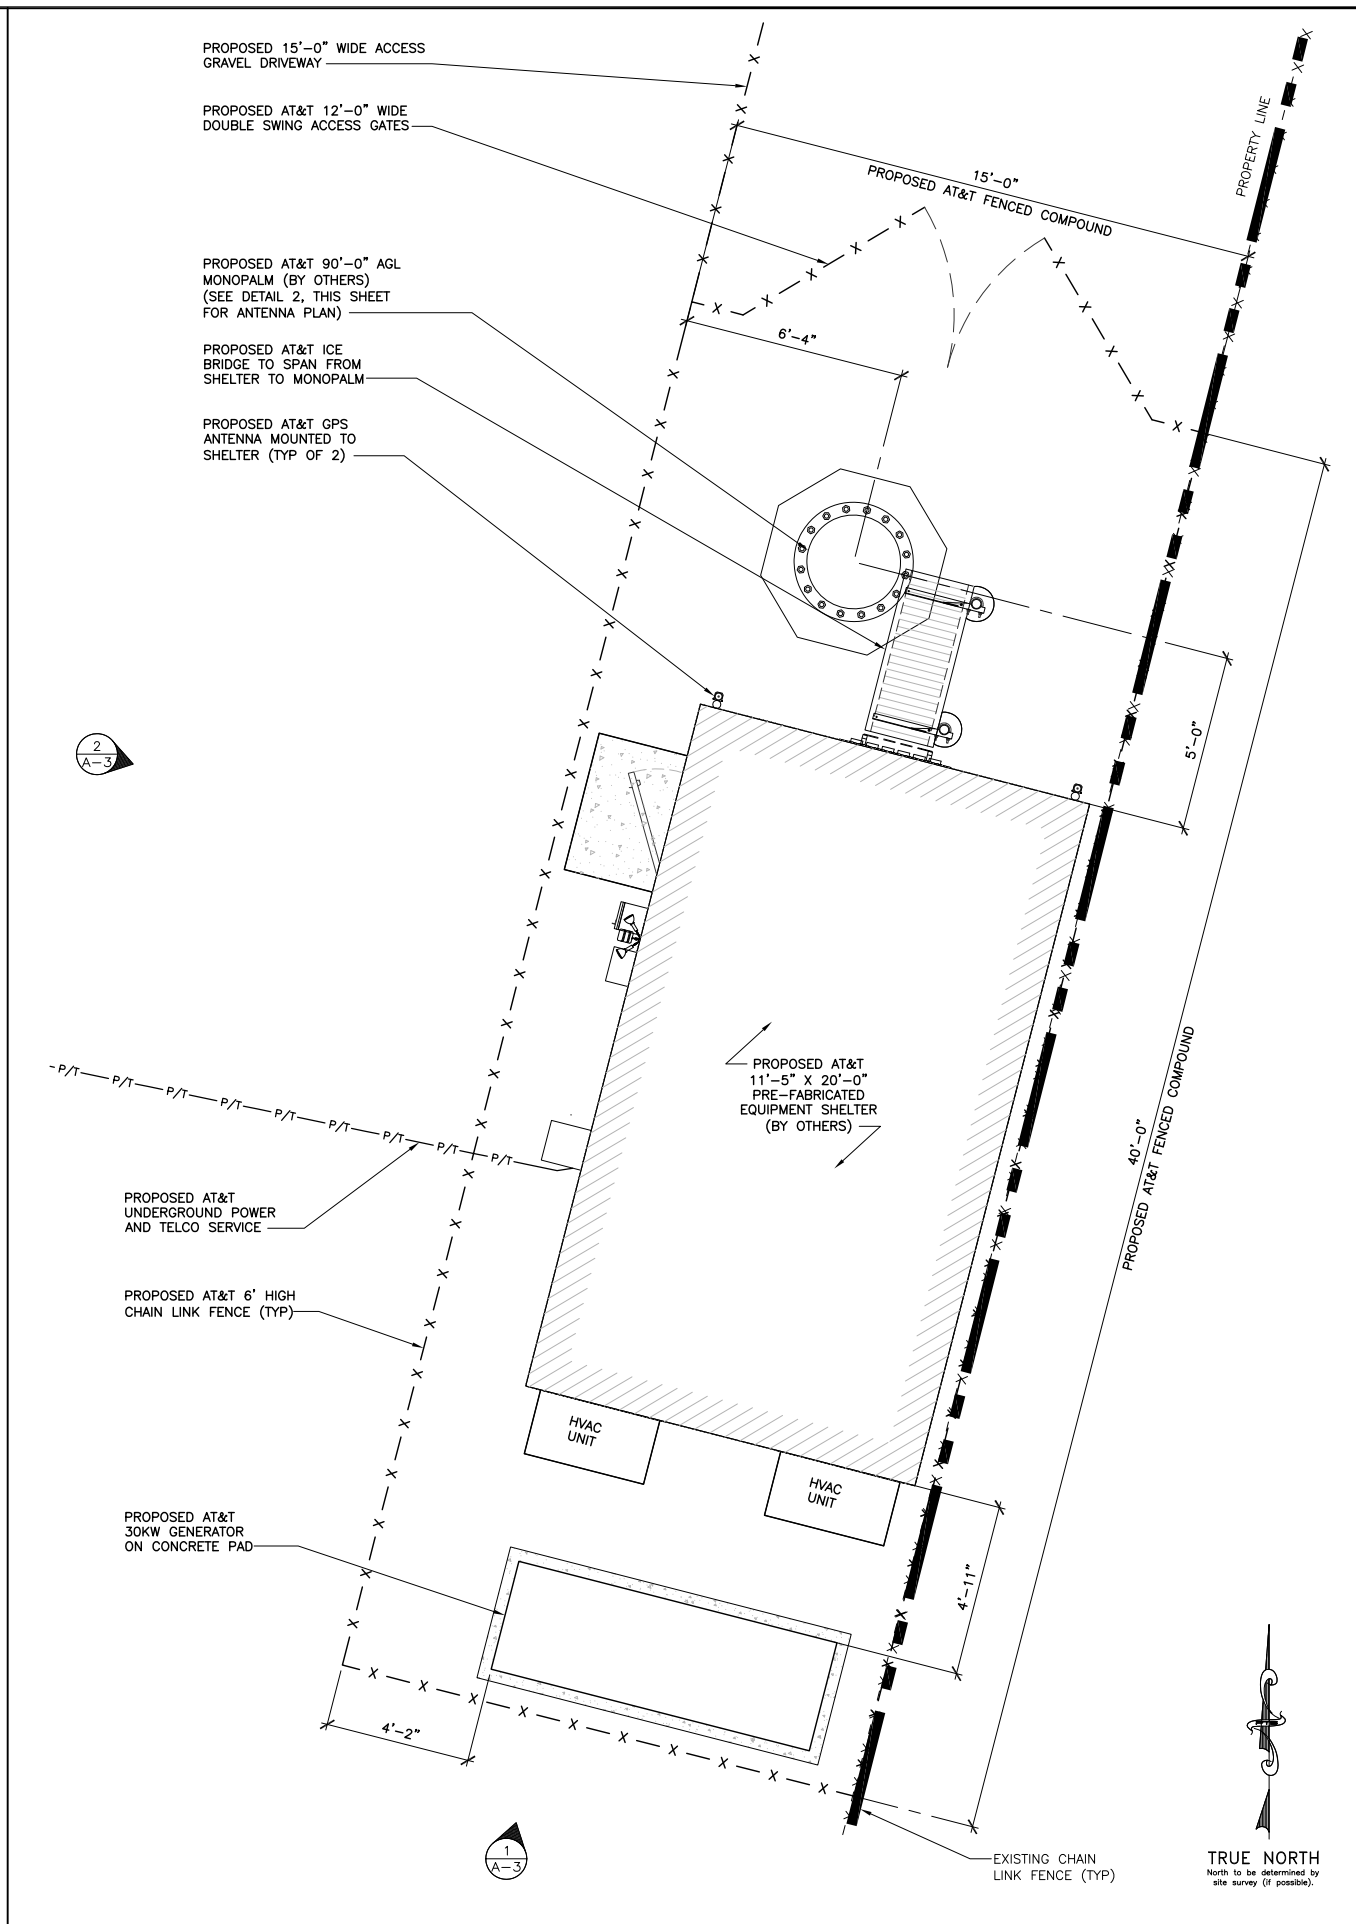 PROPOSED 15'-0" WIDE ACCESS
GRAVEL DRIVEWAY
PROPOSED AT&T 12'-0" WIDE
DOUBLE SWING ACCESS GATES
PROPERTY LINE
15'-0"
PROPOSED AT&T FENCED COMPOUND
PROPOSED AT&T 90'-0" AGL
MONOPALM (BY OTHERS)
(SEE DETAIL 2, THIS SHEET
FOR ANTENNA PLAN)
6'-4"
PROPOSED AT&T ICE
BRIDGE TO SPAN FROM
SHELTER TO MONOPALM
PROPOSED AT&T GPS
ANTENNA MOUNTED TO
SHELTER (TYP OF 2)
2
A-3
5'-0"
PROPOSED AT&T
11'-5" X 20'-0"
PRE-FABRICATED
EQUIPMENT SHELTER
(BY OTHERS)
P/T P/T P/T P/T P/T P/T P/T P/T P/T
40'-0"
PROPOSED AT&T FENCED COMPOUND
PROPOSED AT&T
UNDERGROUND POWER
AND TELCO SERVICE
PROPOSED AT&T 6' HIGH
CHAIN LINK FENCE (TYP)
HVAC
UNIT
HVAC
UNIT
PROPOSED AT&T
30KW GENERATOR
ON CONCRETE PAD
4'-11"
4'-2"
1
A-3
EXISTING CHAIN
LINK FENCE (TYP)
TRUE NORTH
North to be determined by
site survey (if possible).